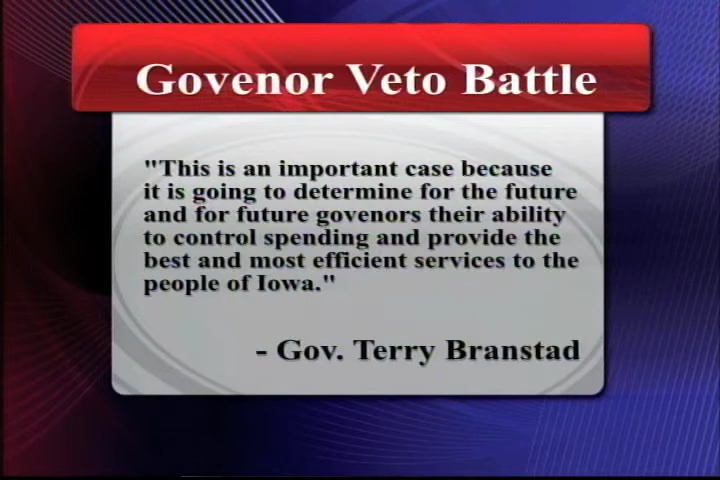 Govenor Veto Battle
"This is an important case because
it is going to determine for the future
and for future govenors their ability
to control spending and provide the
best and most efficient services to the
people of Iowa."
- Gov. Terry Branstad